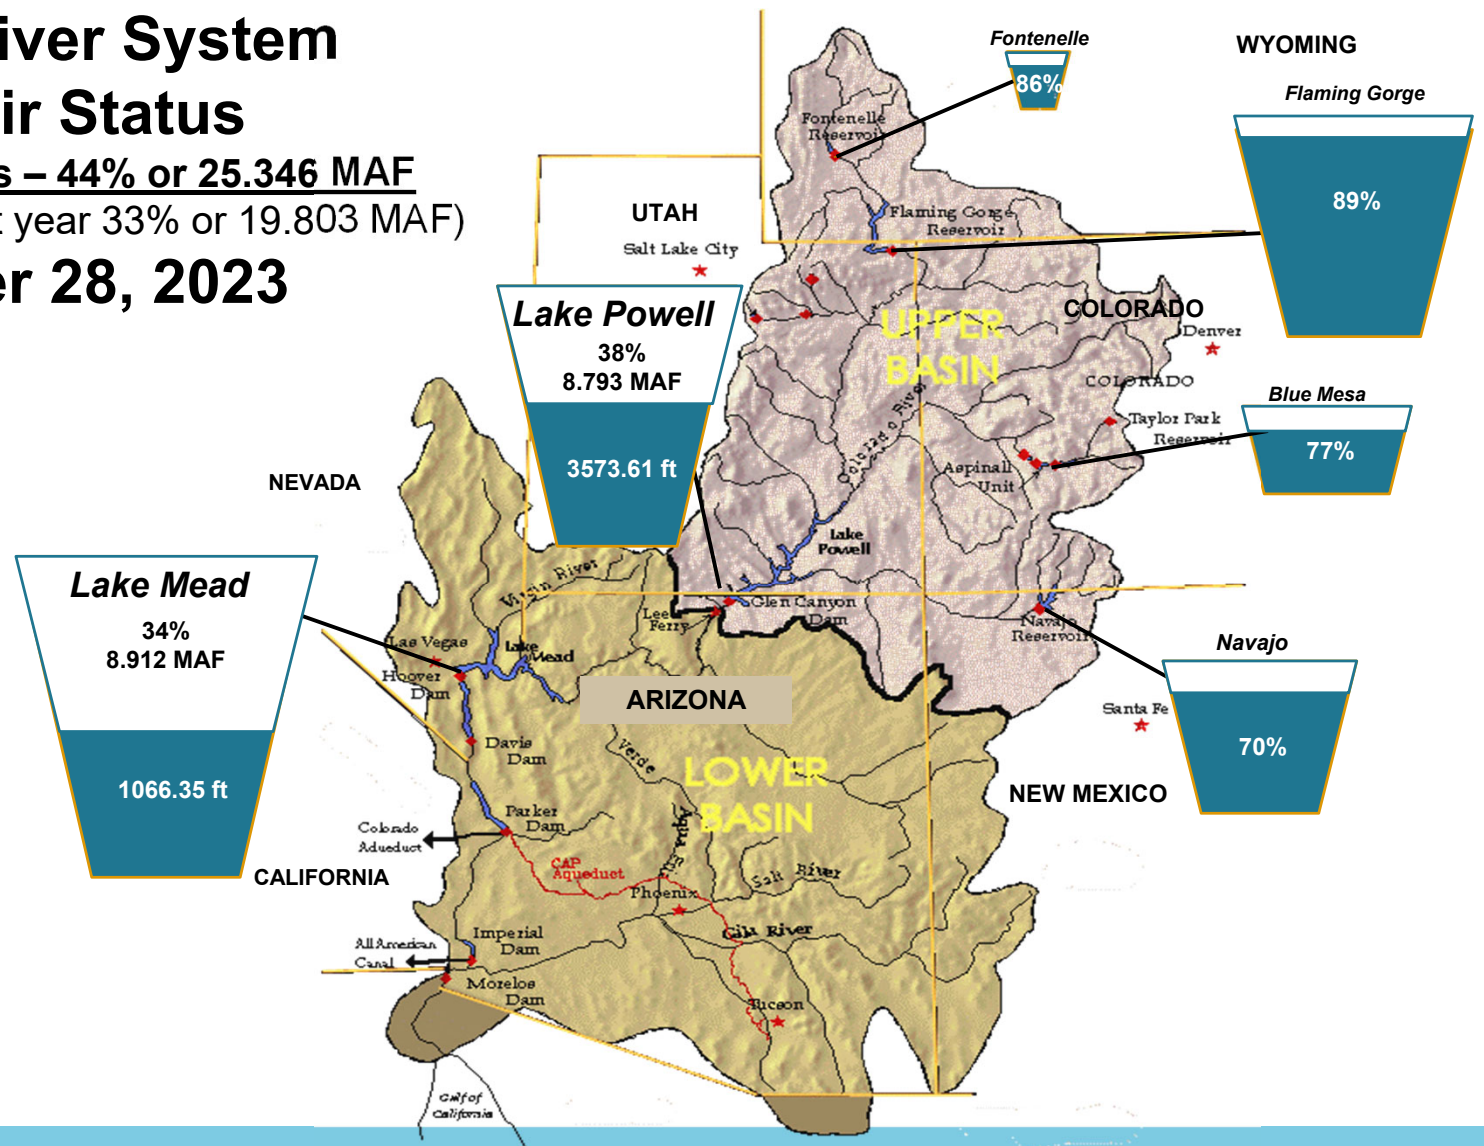 iver System
ir Status
s – 44% or 25.346 MAF
t year 33% or 19.803 MAF)
er 28, 2023
Fontenelle
86%
WYOMING
Flaming Gorge
89%
Fontenelle
Reservoir
UTAH
Salt Lake City
Flaming Gorge
Reservoir
Lake Powell
38%
8.793 MAF
3573.61 ft
UPPER
BASIN
COLORADO
Denver
COLORADO
Blue Mesa
77%
Taylor Park
Reservoir
Colorado River
Aspinall
Unit
NEVADA
Lake
Powell
Lake Mead
34%
8.912 MAF
1066.35 ft
Virgin River
Glen Canyon
Dam
Lee
Ferry
Navajo
Reservoir
Navajo
70%
Las Vegas
Lake
Mead
Hoover
Dam
ARIZONA
Santa Fe
Davis
Dam
Verde
LOWER
BASIN
NEW MEXICO
Parker
Dam
Colorado
Adueduct
CALIFORNIA
CAP
Aqueduct
Salt River
Phoenix
Gila River
Imperial
Dam
All American
Canal
Morelos
Dam
Tucson
Gulf of
California